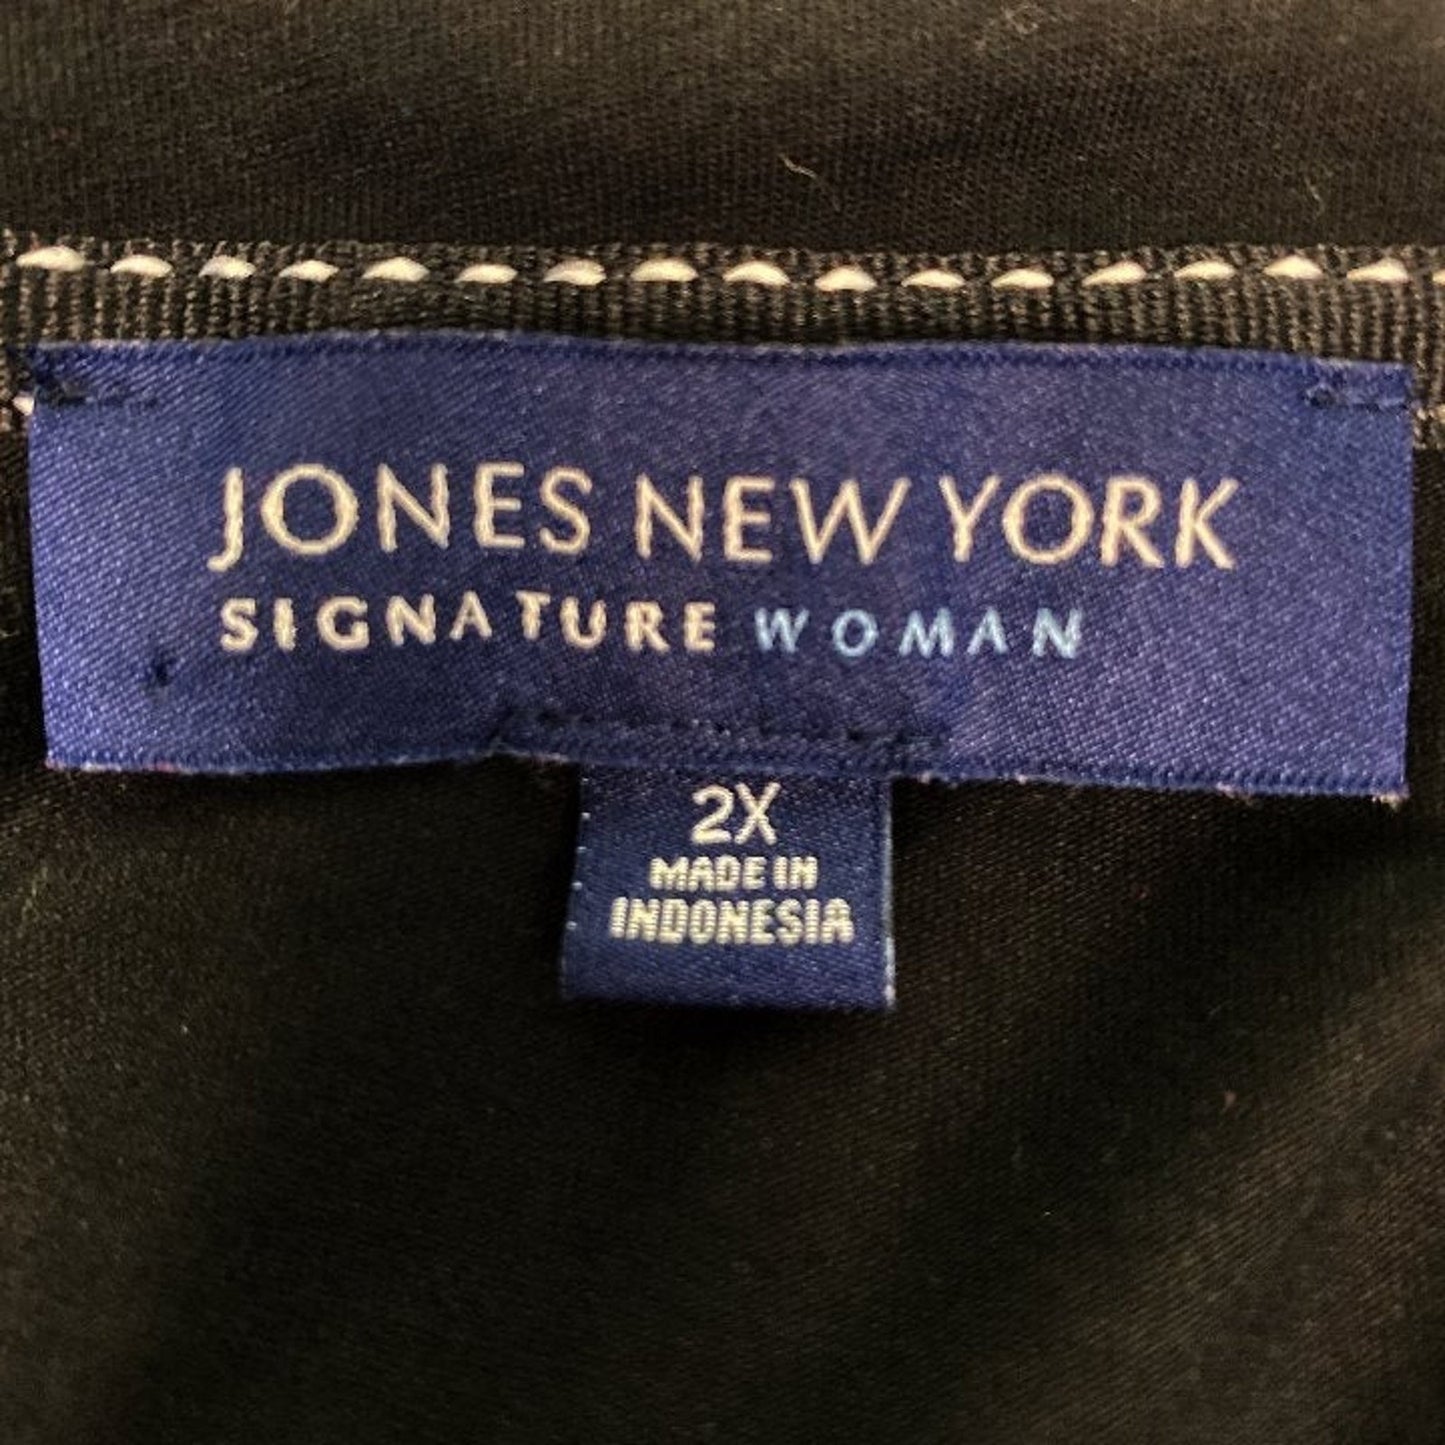 JONES NEW YORK
SIGNATURE WOMAN
2X
MADE IN
INDONESIA